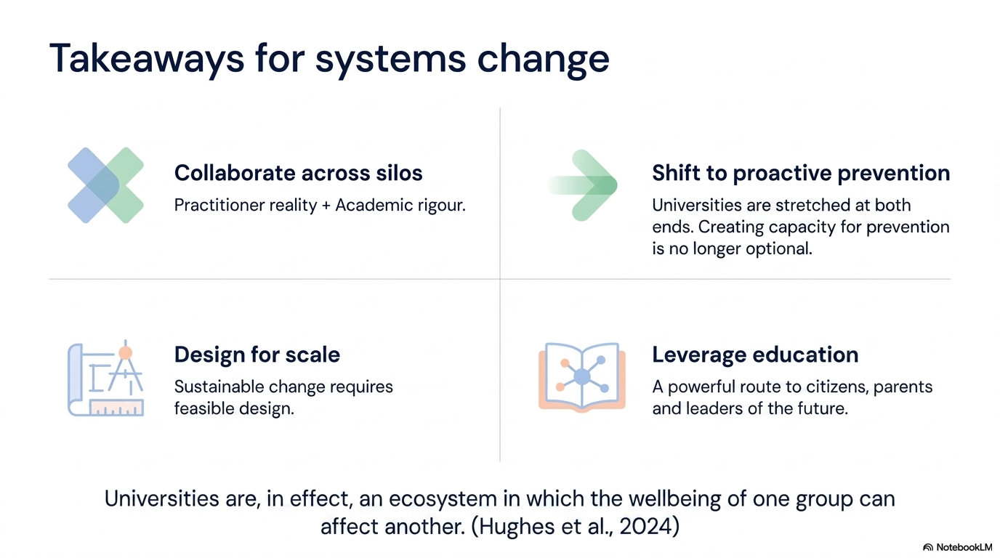 Takeaways for systems change
Collaborate across silos
Practitioner reality + Academic rigour.
Shift to proactive prevention
Universities are stretched at both
ends. Creating capacity for prevention
is no longer optional.
Design for scale
Sustainable change requires
feasible design.
Leverage education
A powerful route to citizens, parents
and leaders of the future.
Universities are, in effect, an ecosystem in which the wellbeing of one group can
affect another. (Hughes et al., 2024)
NotebookLM